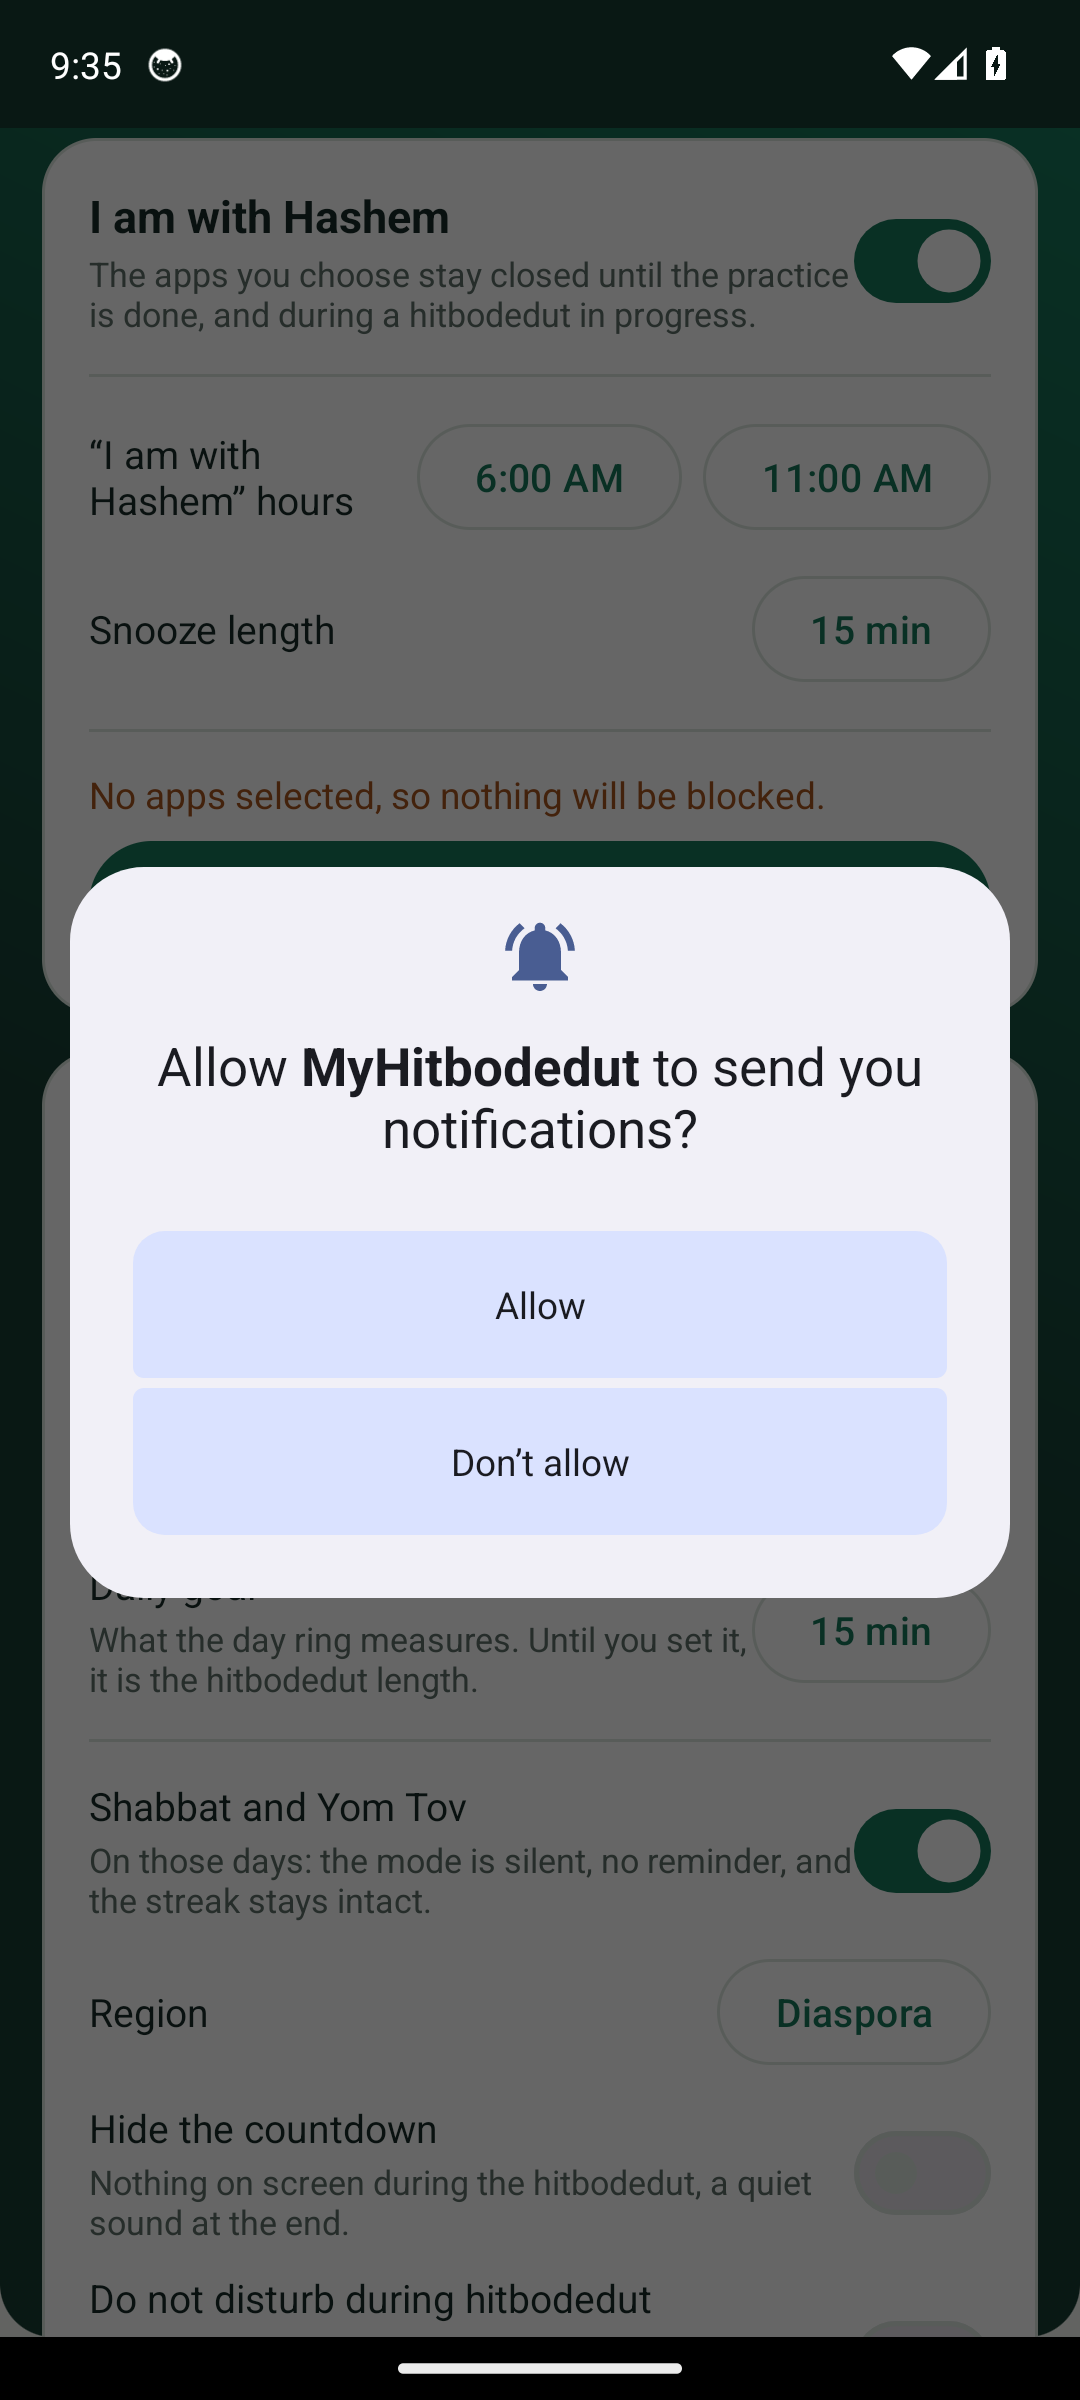 9:35
I am with Hashem
The apps you choose stay closed until the practice
is done, and during a hitbodedut in progress.
“I am with
Hashem” hours
6:00 AM
11:00 AM
Snooze length
15 min
No apps selected, so nothing will be blocked.
Allow MyHitbodedut to send you
notifications?
Allow
Don’t allow
Daily goal
What the day ring measures. Until you set it,
it is the hitbodedut length.
15 min
Shabbat and Yom Tov
On those days: the mode is silent, no reminder, and
the streak stays intact.
Region
Diaspora
Hide the countdown
Nothing on screen during the hitbodedut, a quiet
sound at the end.
Do not disturb during hitbodedut